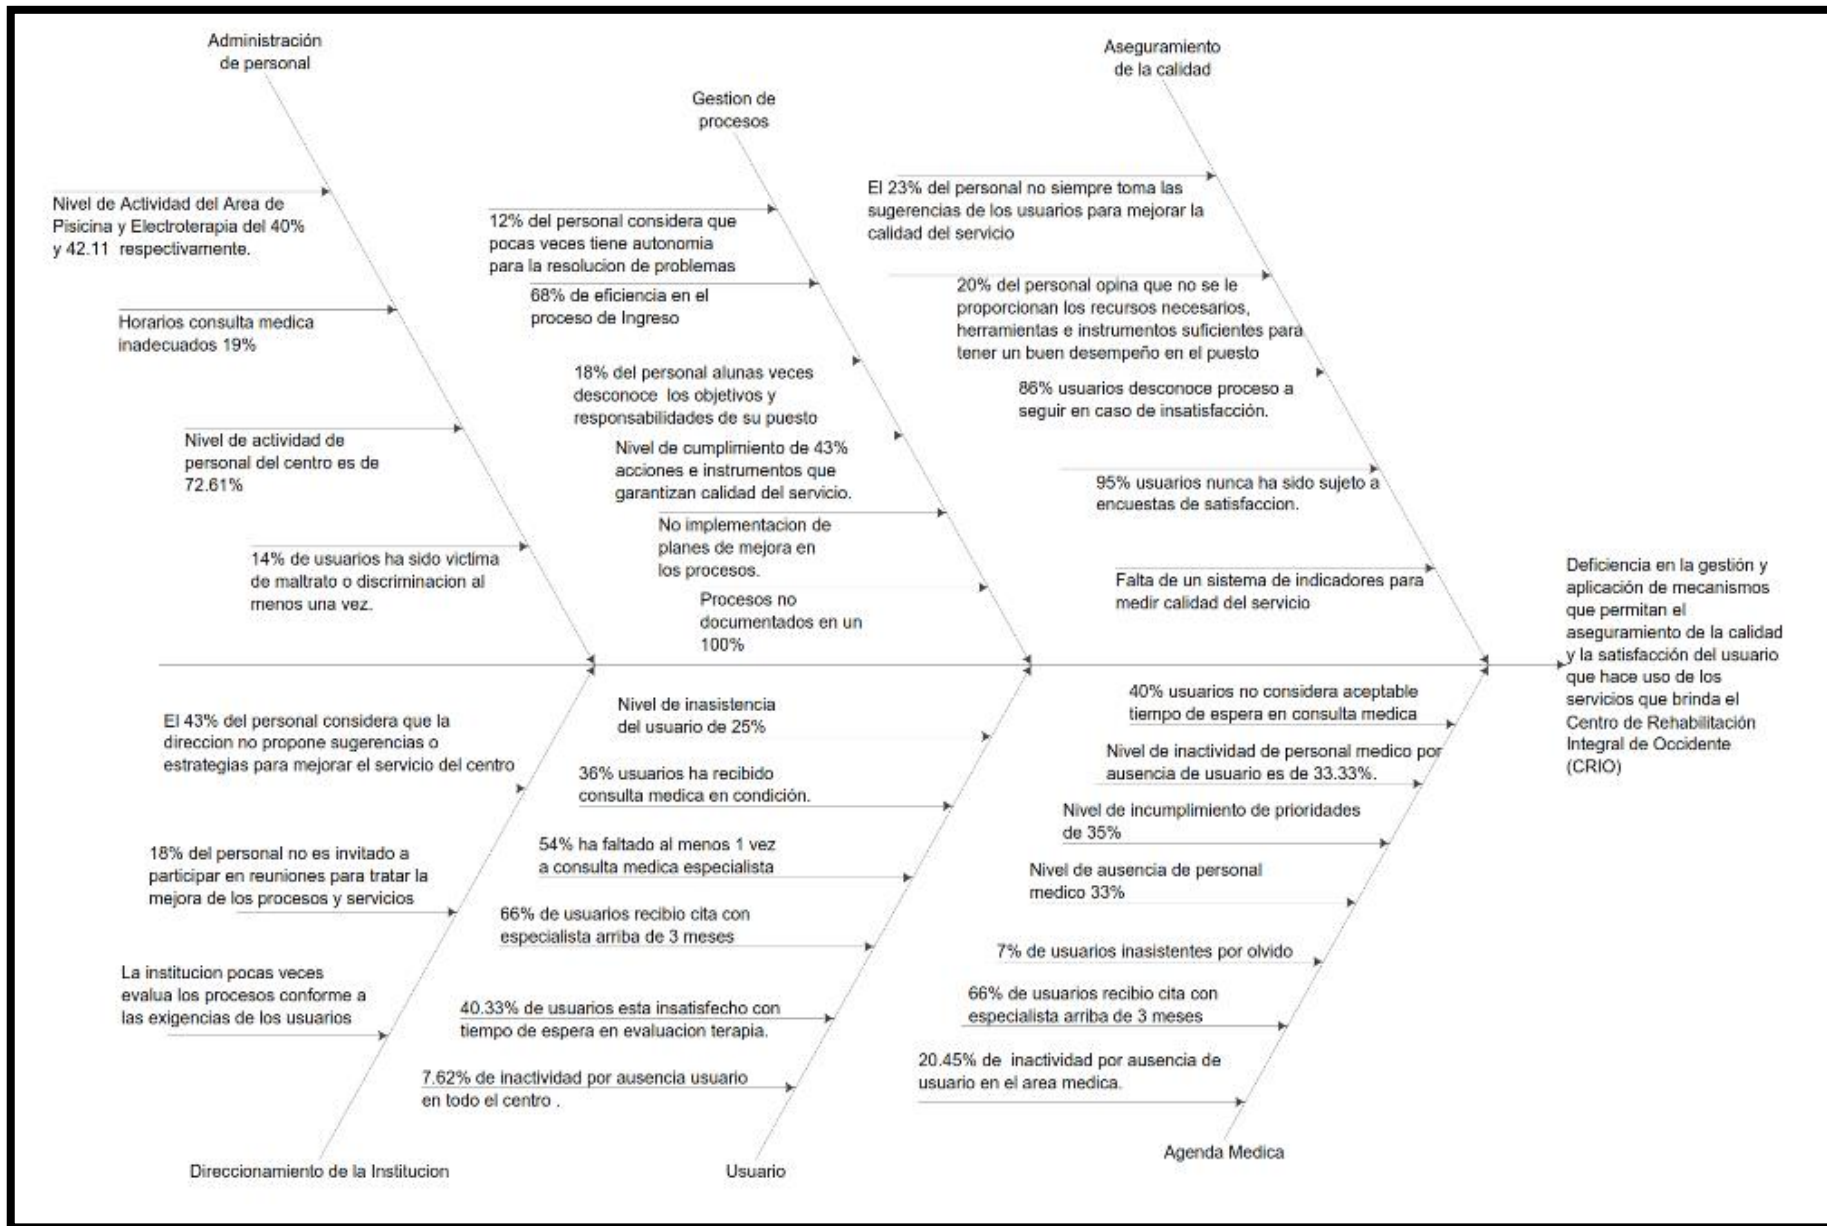 Administración
de personal
Nivel de Actividad del Area de
Pisicina y Electroterapia del 40%
y 42.11 respectivamente.
Horarios consulta medica
inadecuados 19%
Nivel de actividad de
personal del centro es de
72.61%
14% de usuarios ha sido victima
de maltrato o discriminacion al
menos una vez.
Gestion de
procesos
12% del personal considera que
pocas veces tiene autonomia
para la resolucion de problemas
68% de eficiencia en el
proceso de Ingreso
18% del personal alunas veces
desconoce los objetivos y
responsabilidades de su puesto
Nivel de cumplimiento de 43%
acciones e instrumentos que
garantizan calidad del servicio.
No implementacion de
planes de mejora en
los procesos.
Procesos no
documentados en un
100%
Aseguramiento
de la calidad
El 23% del personal no siempre toma las
sugerencias de los usuarios para mejorar la
calidad del servicio
20% del personal opina que no se le
proporcionan los recursos necesarios,
herramientas e instrumentos suficientes para
tener un buen desempeño en el puesto
86% usuarios desconoce proceso a
seguir en caso de insatisfacción.
95% usuarios nunca ha sido sujeto a
encuestas de satisfaccion.
Falta de un sistema de indicadores para
medir calidad del servicio
Deficiencia en la gestión y
aplicación de mecanismos
que permitan el
aseguramiento de la calidad
y la satisfacción del usuario
que hace uso de los
servicios que brinda el
Centro de Rehabilitación
Integral de Occidente
(CRIO)
El 43% del personal considera que la
direccion no propone sugerencias o
estrategias para mejorar el servicio del centro
18% del personal no es invitado a
participar en reuniones para tratar la
mejora de los procesos y servicios
La institucion pocas veces
evalua los procesos conforme a
las exigencias de los usuarios
Direccionamiento de la Institucion
Nivel de inasistencia
del usuario de 25%
36% usuarios ha recibido
consulta medica en condición.
54% ha faltado al menos 1 vez
a consulta medica especialista
66% de usuarios recibio cita con
especialista arriba de 3 meses
40.33% de usuarios esta insatisfecho con
tiempo de espera en evaluacion terapia.
7.62% de inactividad por ausencia usuario
en todo el centro .
Usuario
40% usuarios no considera aceptable
tiempo de espera en consulta medica
Nivel de inactividad de personal medico por
ausencia de usuario es de 33.33%.
Nivel de incumplimiento de prioridades
de 35%
Nivel de ausencia de personal
medico 33%
7% de usuarios inasistentes por olvido
66% de usuarios recibio cita con
especialista arriba de 3 meses
20.45% de inactividad por ausencia de
usuario en el area medica.
Agenda Medica